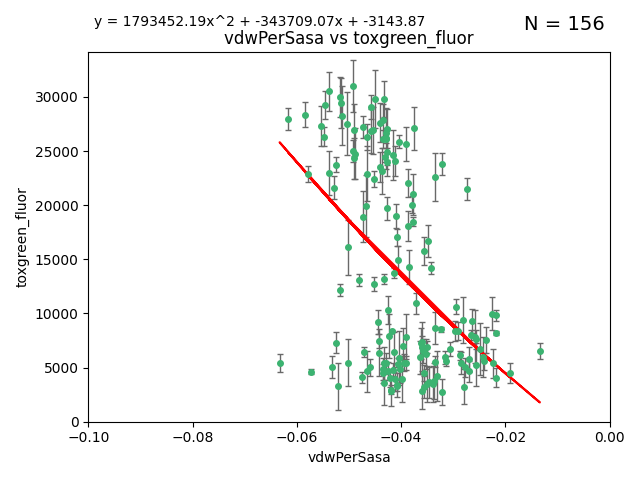 y = 1793452.19x^2 + -343709.07x + -3143.87
N = 156
vdwPerSasa vs toxgreen_fluor
30000
25000
20000
15000
10000
5000
0
toxgreen_fluor
−0.10 −0.08 −0.06 −0.04 −0.02 0.00
vdwPerSasa